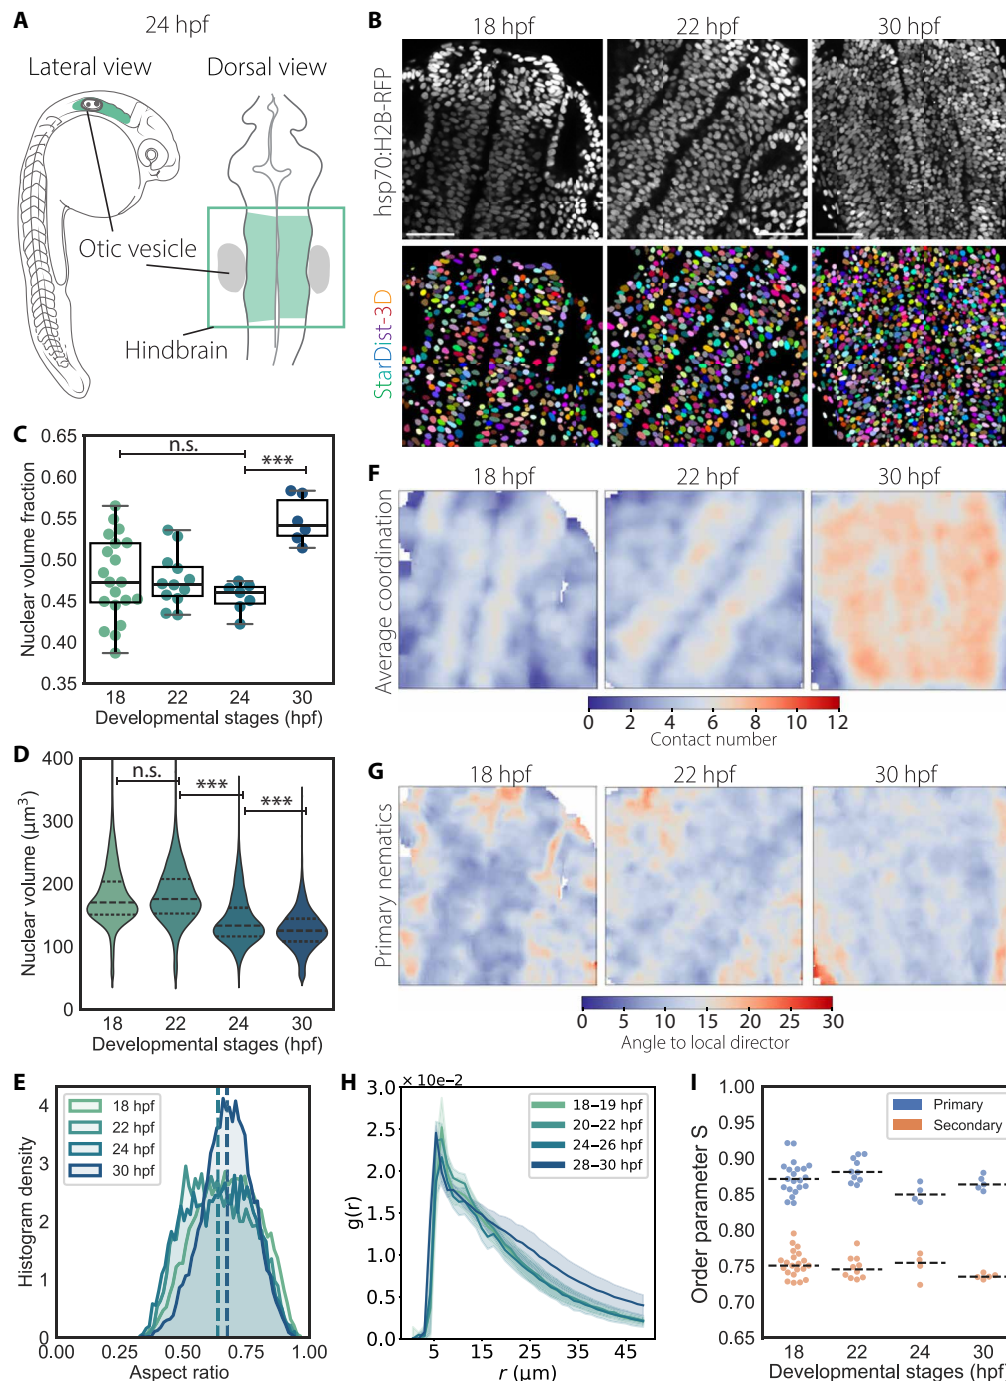 A
24 hpf
Lateral view
Dorsal view
Otic vesicle
Hindbrain
B
18 hpf
22 hpf
30 hpf
hsp70:H2B-RFP
StarDist-3D
C
Nuclear volume fraction
0.65
0.60
0.55
0.50
0.45
0.40
0.35
n.s.
***
18
22
24
30
Developmental stages (hpf)
D
Nuclear volume (μm³)
400
300
200
100
0
n.s.
***
***
18
22
24
30
Developmental stages (hpf)
E
Histogram density
4
3
2
1
0
18 hpf
22 hpf
24 hpf
30 hpf
0.00
0.25
0.50
0.75
1.00
Aspect ratio
F
18 hpf
22 hpf
30 hpf
Average coordination
0
2
4
6
8
10
12
Contact number
G
18 hpf
22 hpf
30 hpf
Primary nematics
0
5
10
15
20
25
30
Angle to local director
H
× 10e−2
g(r)
3.0
2.5
2.0
1.5
1.0
0.5
0.0
18–19 hpf
20–22 hpf
24–26 hpf
28–30 hpf
5
15
25
35
45
r (μm)
I
Order parameter S
1.00
0.95
0.90
0.85
0.80
0.75
0.70
0.65
Primary
Secondary
18
22
24
30
Developmental stages (hpf)